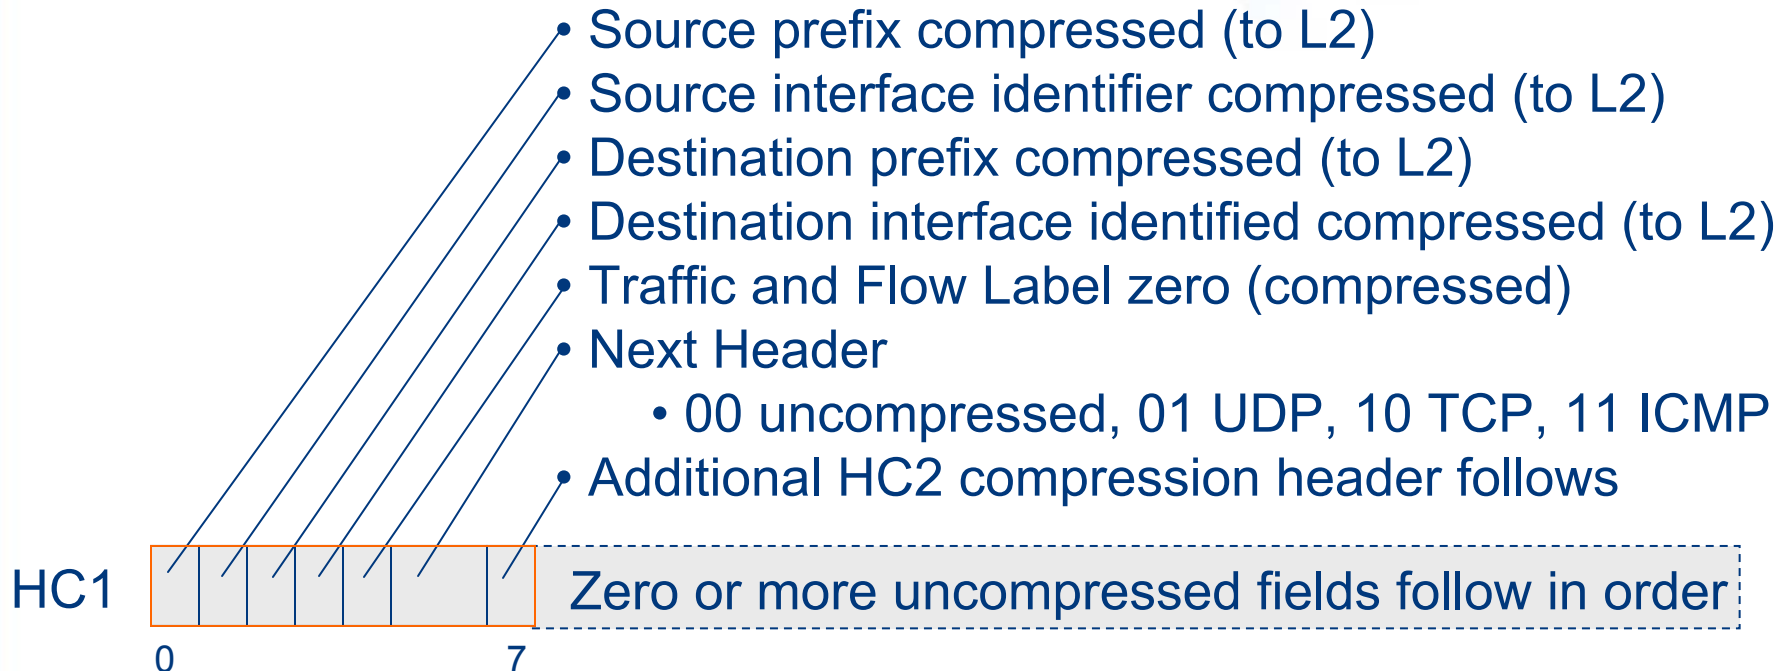 • Source prefix compressed (to L2)
• Source interface identifier compressed (to L2)
• Destination prefix compressed (to L2)
• Destination interface identified compressed (to L2)
• Traffic and Flow Label zero (compressed)
• Next Header
• 00 uncompressed, 01 UDP, 10 TCP, 11 ICMP
• Additional HC2 compression header follows
HC1 Zero or more uncompressed fields follow in order
0 7